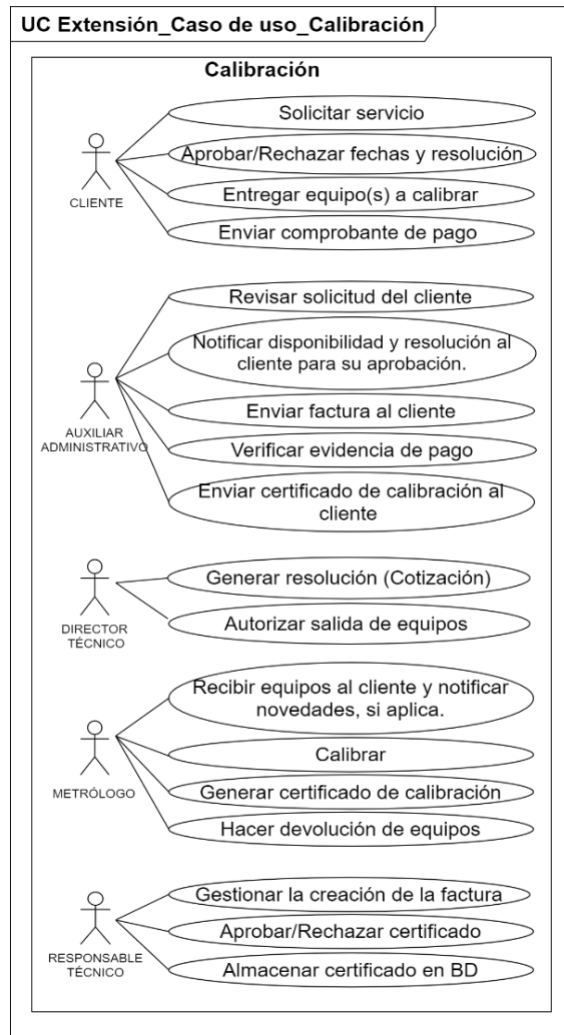 UC Extensión_Caso de uso_Calibración
Calibración
Solicitar servicio
Aprobar/Rechazar fechas y resolución
Entregar equipo(s) a calibrar
Enviar comprobante de pago
CLIENTE
Revisar solicitud del cliente
Notificar disponibilidad y resolución al
cliente para su aprobación.
Enviar factura al cliente
Verificar evidencia de pago
Enviar certificado de calibración al
cliente
AUXILIAR
ADMINISTRATIVO
Generar resolución (Cotización)
Autorizar salida de equipos
DIRECTOR
TÉCNICO
Recibir equipos al cliente y notificar
novedades, si aplica.
Calibrar
Generar certificado de calibración
Hacer devolución de equipos
METRÓLOGO
Gestionar la creación de la factura
Aprobar/Rechazar certificado
Almacenar certificado en BD
RESPONSABLE
TÉCNICO